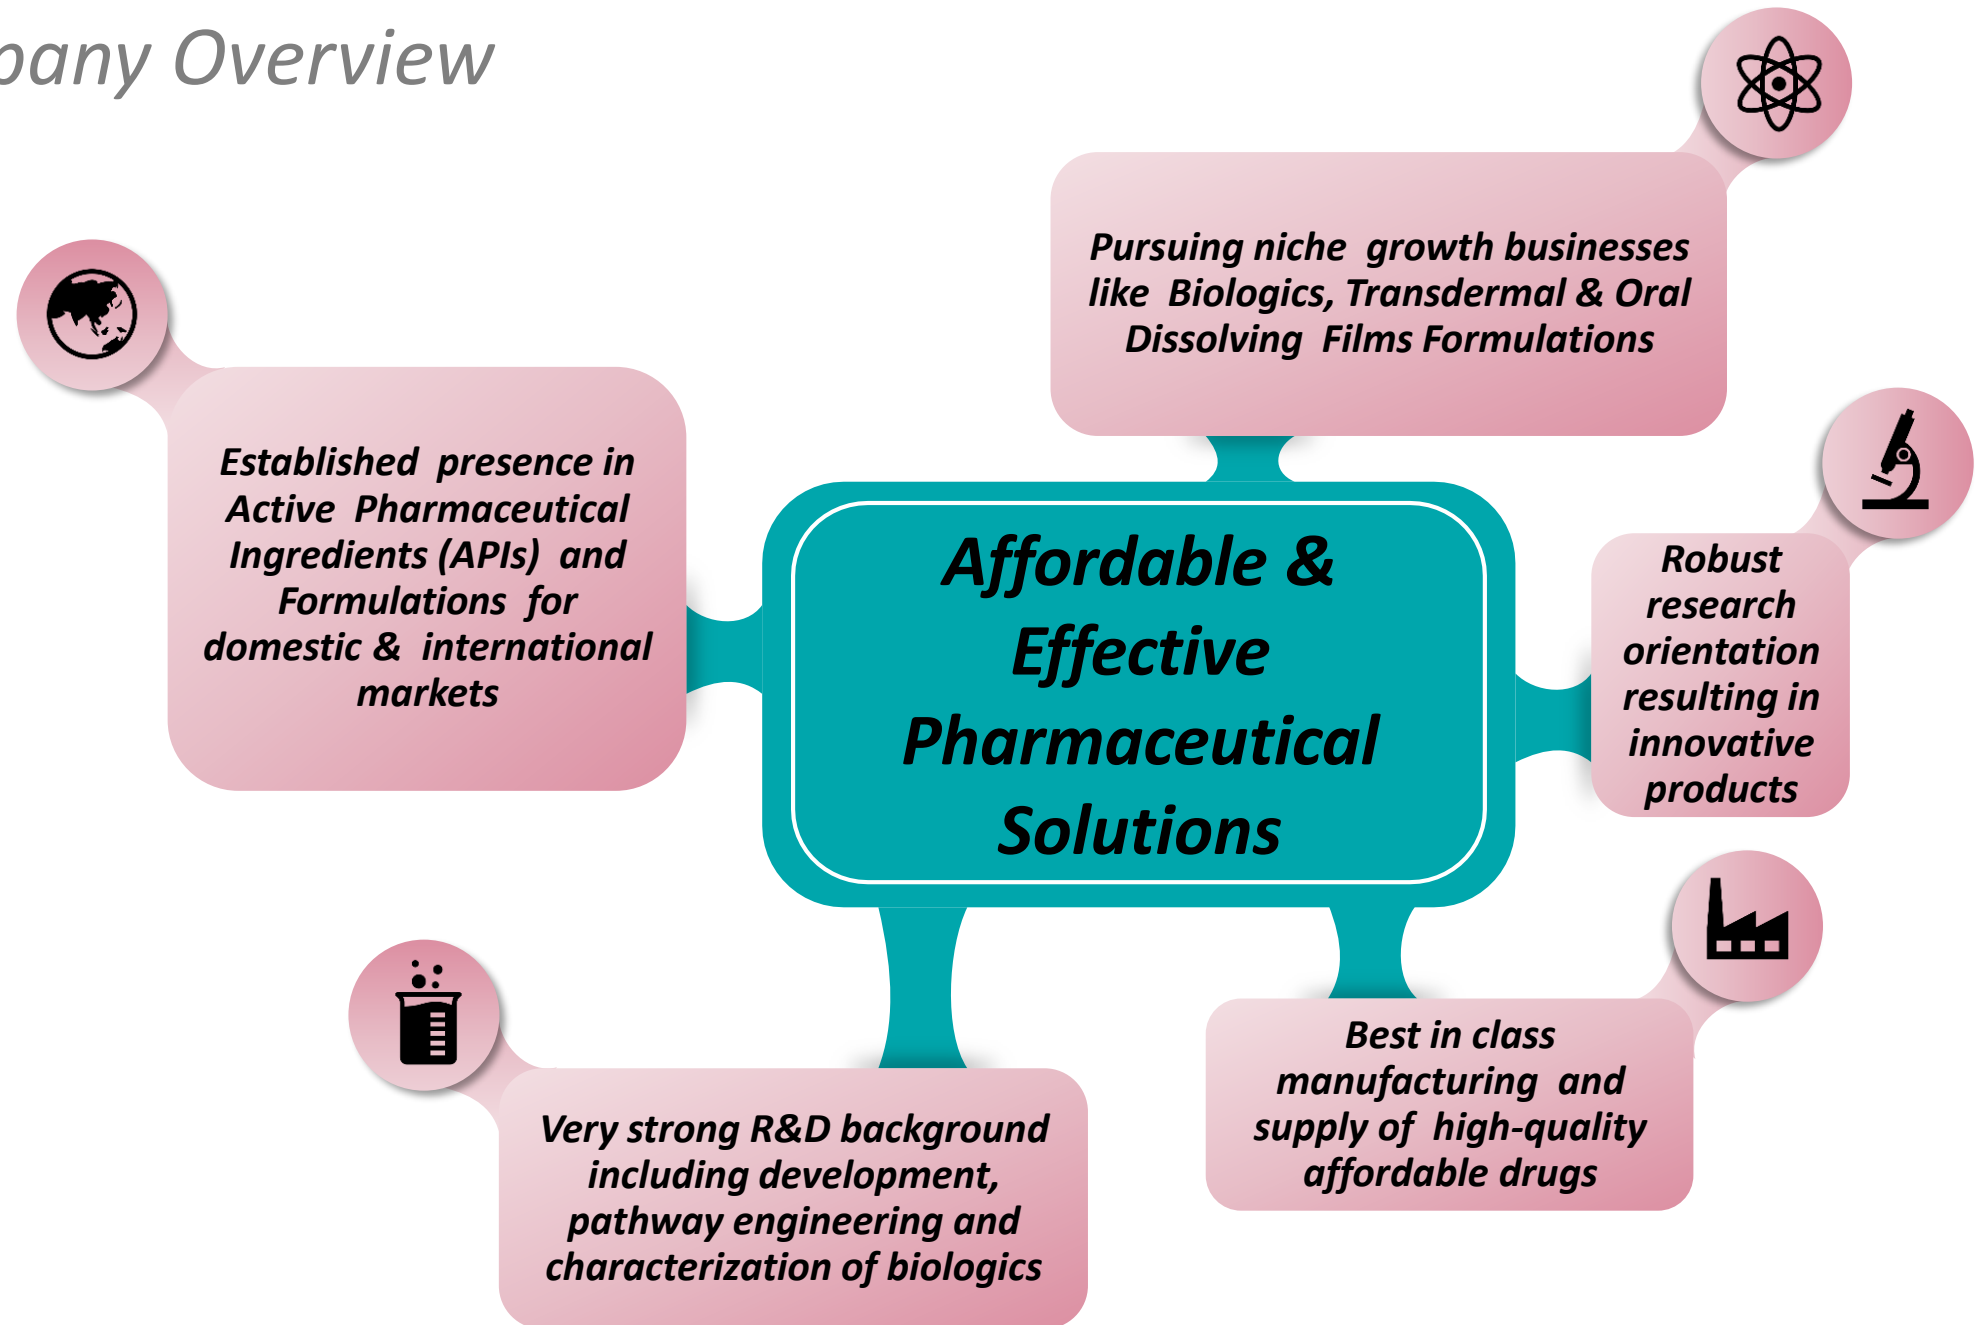 pany Overview
Pursuing niche growth businesses
like Biologics, Transdermal & Oral
Dissolving Films Formulations
Established presence in
Active Pharmaceutical
Ingredients (APIs) and
Formulations for
domestic & international
markets
Affordable &
Effective
Pharmaceutical
Solutions
Robust
research
orientation
resulting in
innovative
products
Very strong R&D background
including development,
pathway engineering and
characterization of biologics
Best in class
manufacturing and
supply of high-quality
affordable drugs